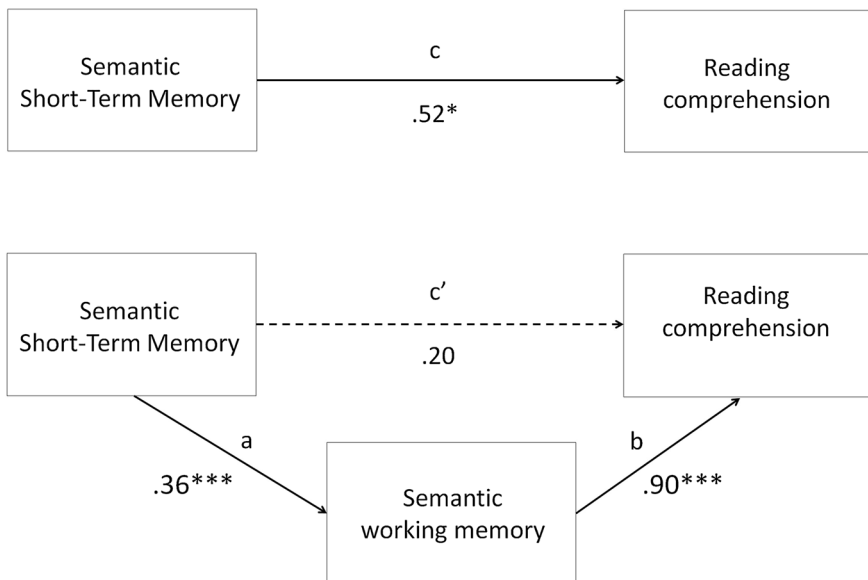 Semantic
Short-Term Memory
c
.52*
Reading
comprehension
Semantic
Short-Term Memory
c’
.20
Reading
comprehension
a
.36***
Semantic
working memory
b
.90***